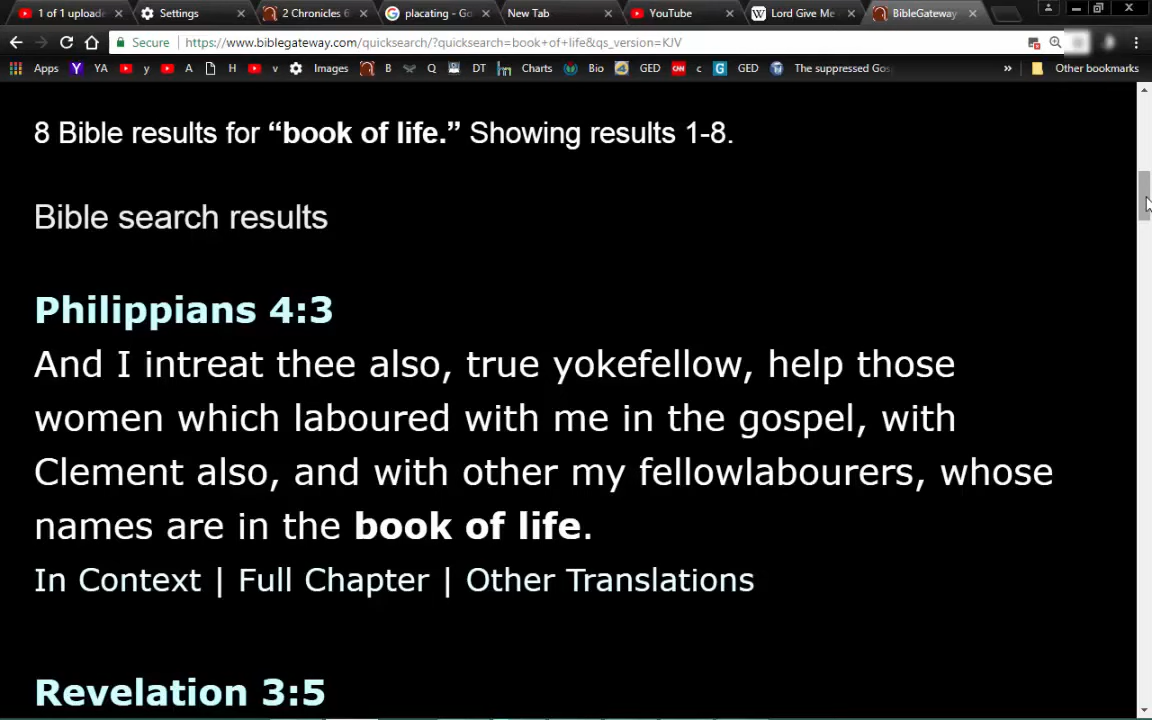 1 of 1 uploade
Settings
2 Chronicles 6
placating - Go
New Tab
YouTube
Lord Give Me
BibleGateway
Secure
https://www.biblegateway.com/quicksearch/?quicksearch=book+of+life&qs_version=KJV
Apps
YA
y
A
H
v
Images
B
Q
DT
Charts
Bio
GED
c
GED
The suppressed Gos
»
Other bookmarks
8 Bible results for “book of life.” Showing results 1-8.
Bible search results
Philippians 4:3
And I intreat thee also, true yokefellow, help those
women which laboured with me in the gospel, with
Clement also, and with other my fellowlabourers, whose
names are in the book of life.
In Context | Full Chapter | Other Translations
Revelation 3:5